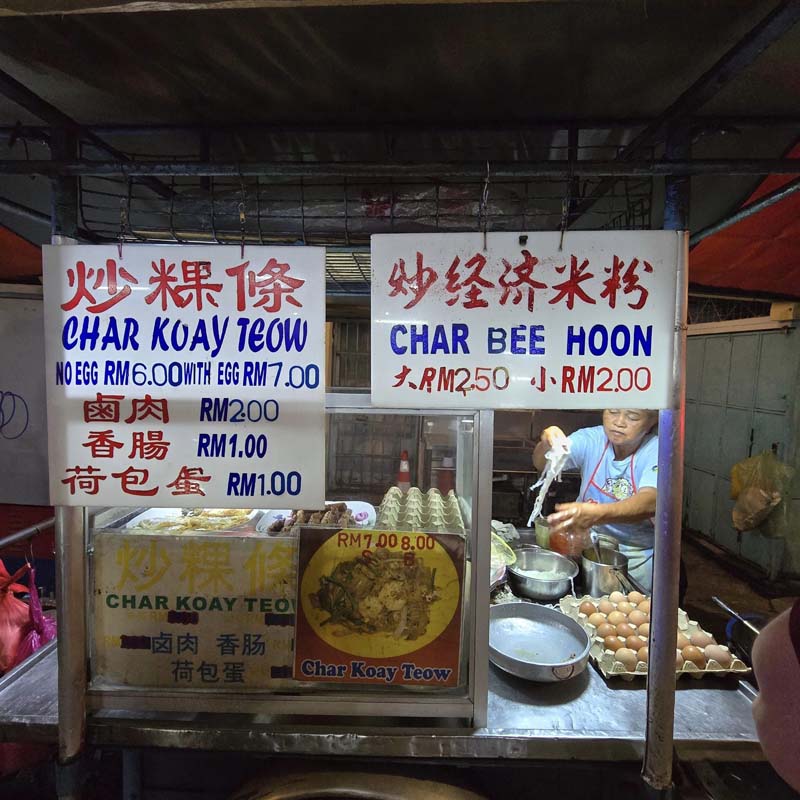 炒粿條
CHAR KOAY TEOW
NO EGG RM6.00 WITH EGG RM7.00
鹵肉 RM2.00
香腸 RM1.00
荷包蛋 RM1.00
炒经济米粉
CHAR BEE HOON
大RM2.50 小RM2.00
炒粿條
CHAR KOAY TEOW
鹵肉 香腸
荷包蛋
RM7.00 8.00
Char Koay Teow